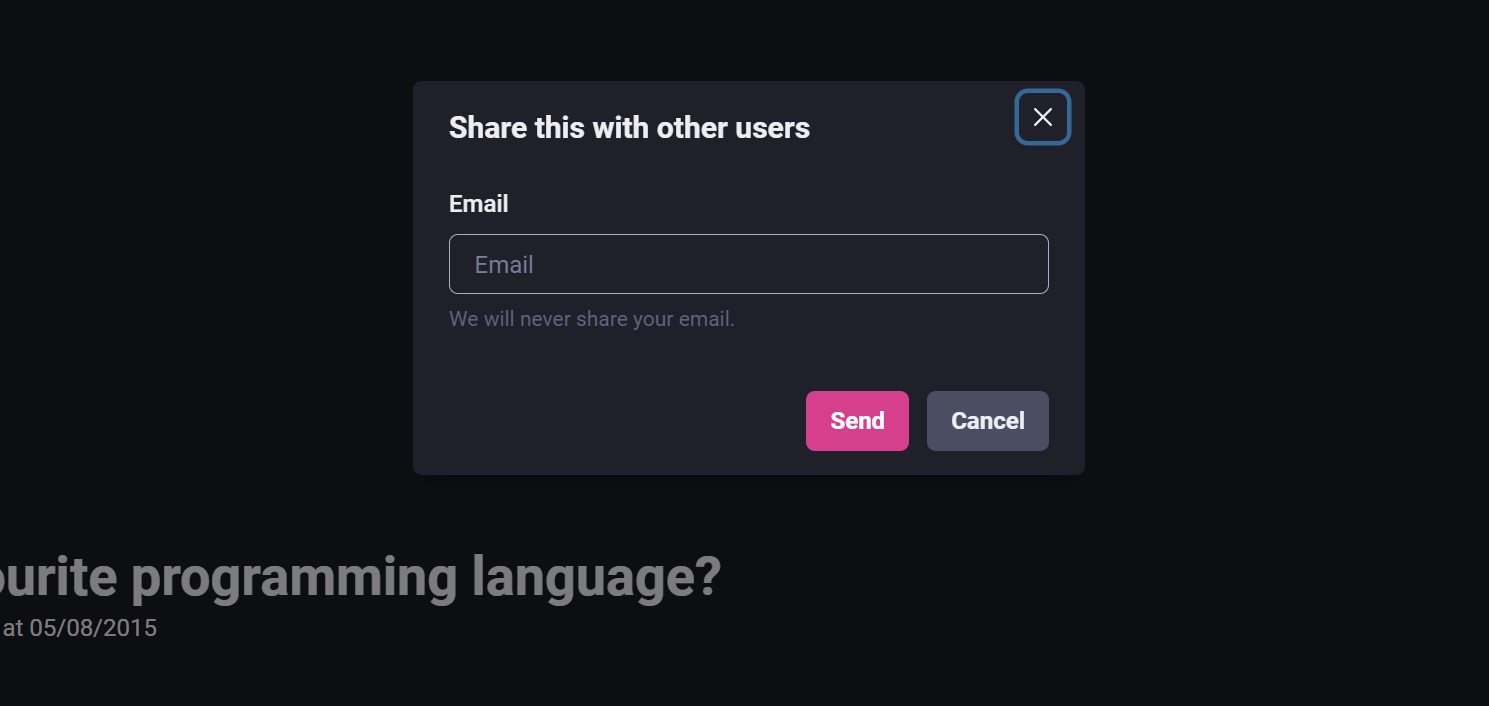 Share this with other users
Email
Email
We will never share your email.
Send Cancel
programming language?
at 05/08/2015